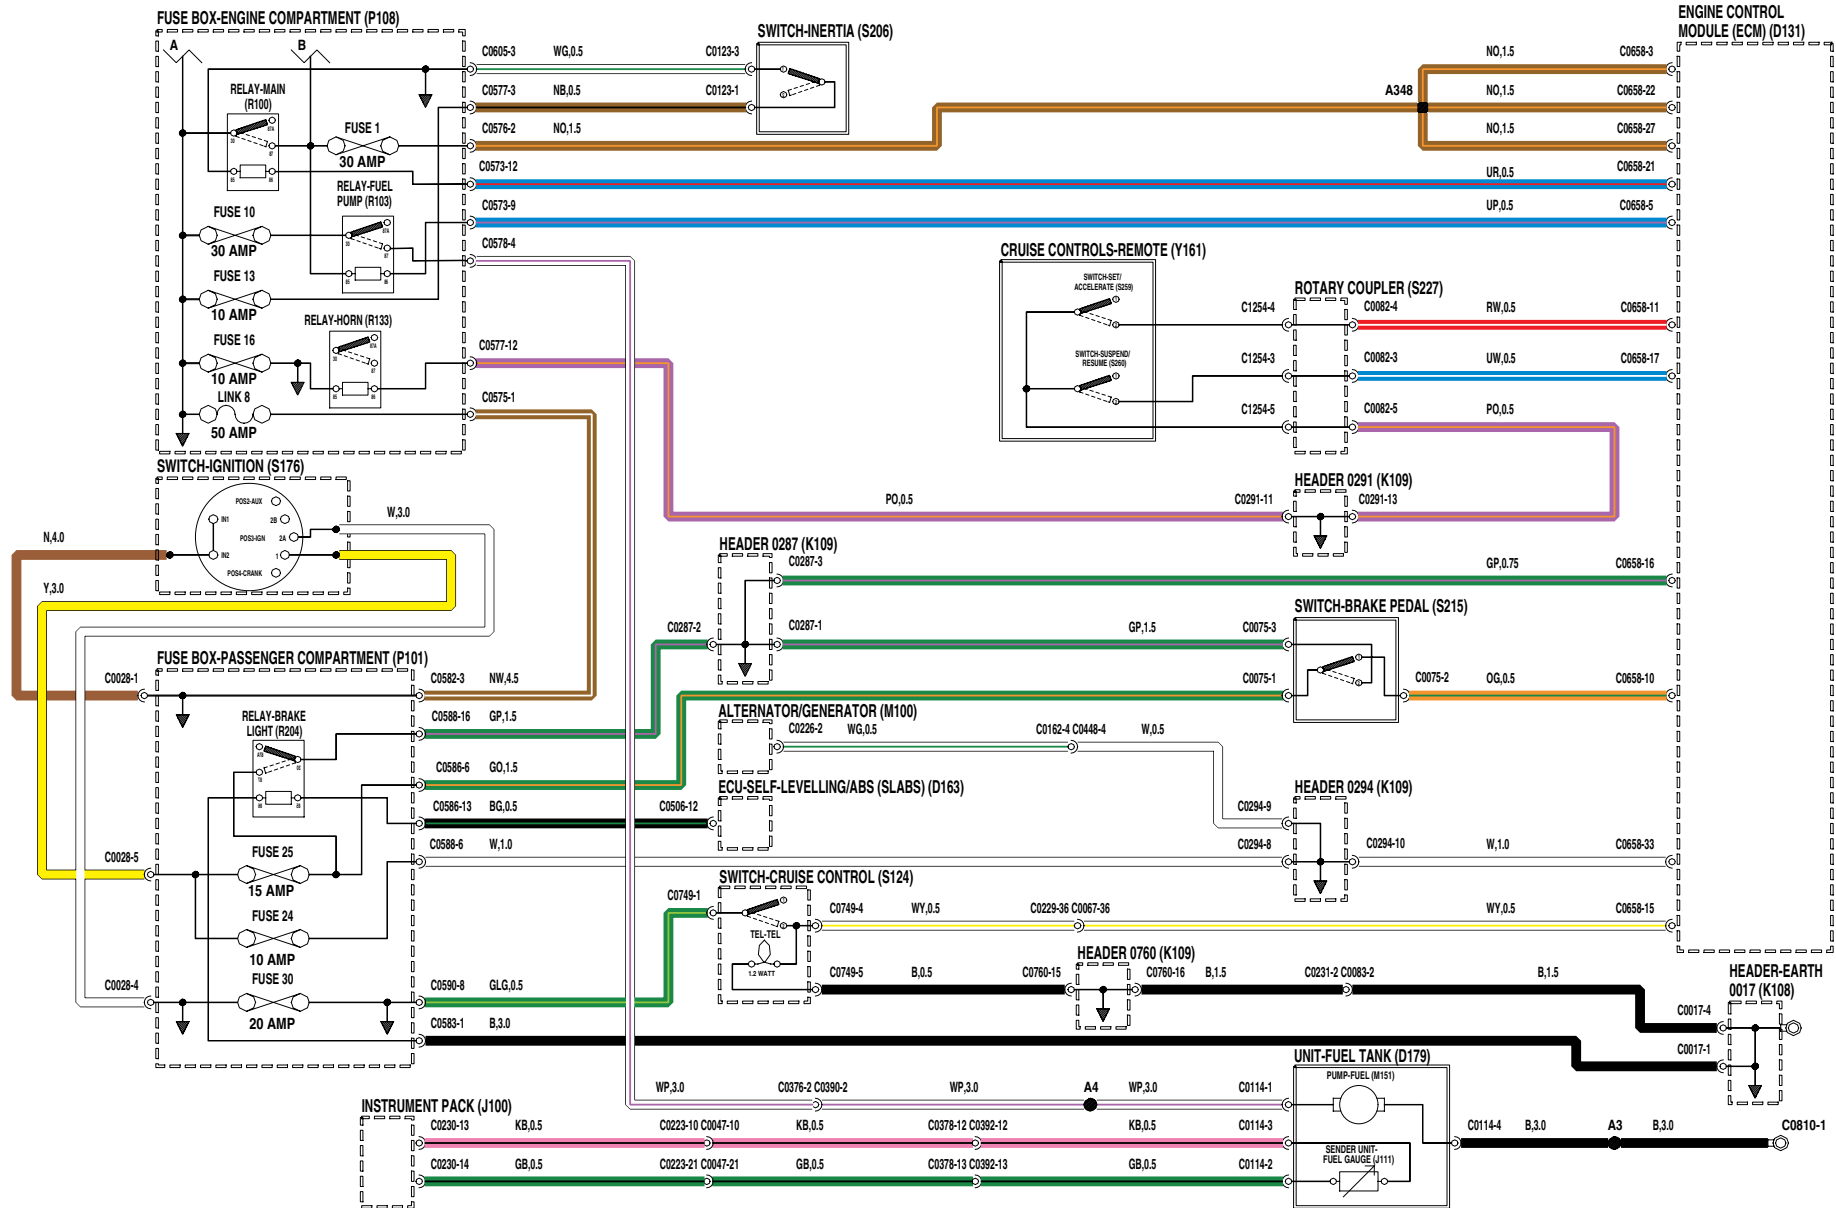 FUSE BOX-ENGINE COMPARTMENT (P108)
A
B
RELAY-MAIN
(R100)
87A
30
87
85
86
FUSE 1
30 AMP
RELAY-FUEL
PUMP (R103)
87A
30
87
85
86
FUSE 10
30 AMP
FUSE 13
10 AMP
RELAY-HORN (R133)
87A
30
87
85
86
FUSE 16
10 AMP
LINK 8
50 AMP
C0605-3
WG,0.5
C0123-3
C0577-3
NB,0.5
C0123-1
C0576-2
NO,1.5
C0573-12
C0573-9
C0578-4
C0577-12
C0575-1
SWITCH-INERTIA (S206)
ENGINE CONTROL
MODULE (ECM) (D131)
A348
NO,1.5
C0658-3
NO,1.5
C0658-22
NO,1.5
C0658-27
UR,0.5
C0658-21
UP,0.5
C0658-5
CRUISE CONTROLS-REMOTE (Y161)
SWITCH-SET/
ACCELERATE (S259)
SWITCH-SUSPEND/
RESUME (S260)
ROTARY COUPLER (S227)
C1254-4
C0082-4
RW,0.5
C0658-11
C1254-3
C0082-3
UW,0.5
C0658-17
C1254-5
C0082-5
PO,0.5
SWITCH-IGNITION (S176)
POS2-AUX
IN1
2B
POS3-IGN
2A
IN2
1
POS4-CRANK
W,3.0
N,4.0
Y,3.0
PO,0.5
C0291-11
HEADER 0291 (K109)
C0291-13
HEADER 0287 (K109)
C0287-3
GP,0.75
C0658-16
C0287-2
C0287-1
GP,1.5
C0075-3
SWITCH-BRAKE PEDAL (S215)
C0075-1
C0075-2
OG,0.5
C0658-10
FUSE BOX-PASSENGER COMPARTMENT (P101)
C0028-1
C0582-3
NW,4.5
RELAY-BRAKE
LIGHT (R204)
C0588-16
GP,1.5
C0586-6
GO,1.5
C0586-13
BG,0.5
C0506-12
C0588-6
W,1.0
C0028-5
FUSE 25
15 AMP
FUSE 24
10 AMP
C0028-4
FUSE 30
20 AMP
C0590-8
GLG,0.5
C0583-1
B,3.0
ALTERNATOR/GENERATOR (M100)
C0226-2
WG,0.5
C0162-4 C0448-4
W,0.5
ECU-SELF-LEVELLING/ABS (SLABS) (D163)
HEADER 0294 (K109)
C0294-9
C0294-8
C0294-10
W,1.0
C0658-33
SWITCH-CRUISE CONTROL (S124)
C0749-1
TEL-TEL
1.2 WATT
C0749-4
WY,0.5
C0229-36 C0067-36
WY,0.5
C0658-15
C0749-5
B,0.5
C0760-15
HEADER 0760 (K109)
C0760-16
B,1.5
C0231-2 C0083-2
B,1.5
HEADER-EARTH
0017 (K108)
C0017-4
C0017-1
UNIT-FUEL TANK (D179)
PUMP-FUEL (M151)
SENDER UNIT-
FUEL GAUGE (J111)
WP,3.0
C0376-2 C0390-2
WP,3.0
A4
WP,3.0
C0114-1
INSTRUMENT PACK (J100)
C0230-13
KB,0.5
C0223-10 C0047-10
KB,0.5
C0378-12 C0392-12
KB,0.5
C0114-3
C0230-14
GB,0.5
C0223-21 C0047-21
GB,0.5
C0378-13 C0392-13
GB,0.5
C0114-2
C0114-4
B,3.0
A3
B,3.0
C0810-1